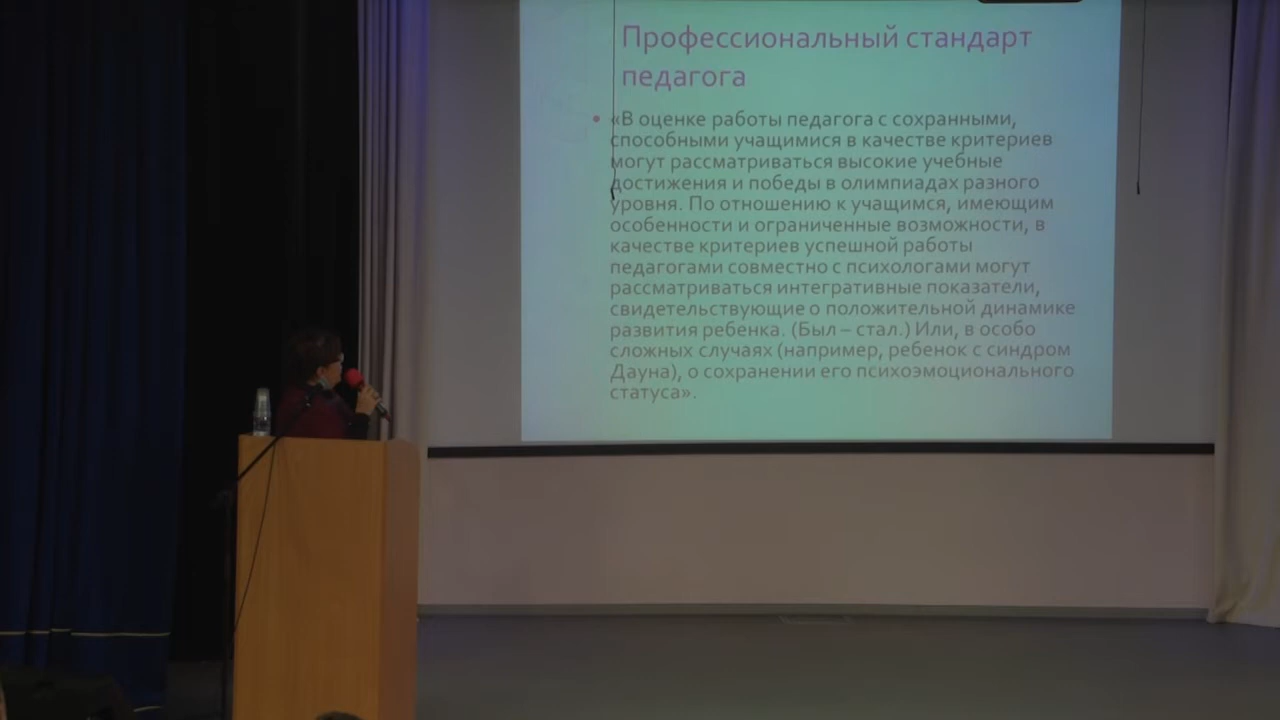 Профессиональный стандарт
педагога
• «В оценке работы педагога с сохранными,
способными учащимися в качестве критериев
могут рассматриваться высокие учебные
достижения и победы в олимпиадах разного
уровня. По отношению к учащимся, имеющим
особенности и ограниченные возможности, в
качестве критериев успешной работы
педагогами совместно с психологами могут
рассматриваться интегративные показатели,
свидетельствующие о положительной динамике
развития ребенка. (Был – стал.) Или, в особо
сложных случаях (например, ребенок с синдром
Дауна), о сохранении его психоэмоционального
статуса».